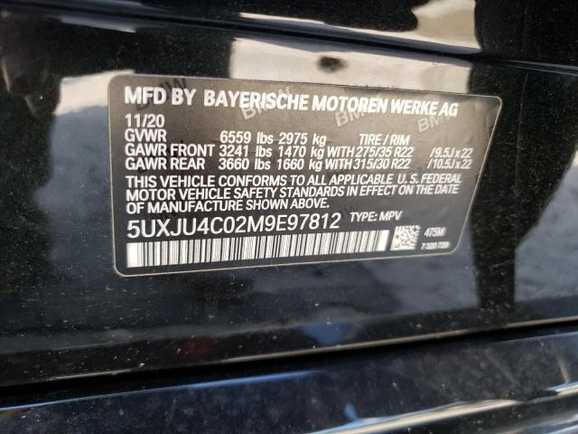 MFD BY BAYERISCHE MOTOREN WERKE AG
11/20
GVWR 6559 lbs 2975 kg TIRE / RIM
GAWR FRONT 3241 lbs 1470 kg WITH 275/35 R22 /9.5J x 22
GAWR REAR 3660 lbs 1660 kg WITH 315/30 R22 /10.5J x 22
THIS VEHICLE CONFORMS TO ALL APPLICABLE U.S. FEDERAL
MOTOR VEHICLE SAFETY STANDARDS IN EFFECT ON THE DATE
OF MANUFACTURE SHOWN ABOVE.
5UXJU4C02M9E97812 TYPE: MPV
475M